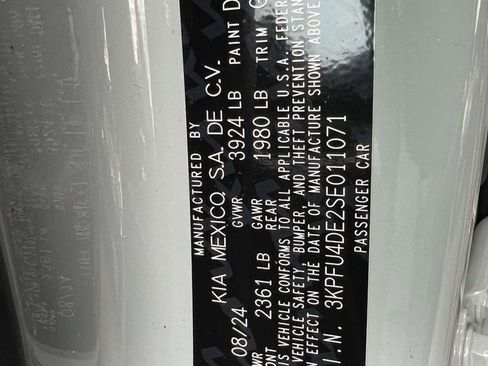 MANUFACTURED BY
KIA MEXICO, S.A. DE C.V.
08/24 GVWR 3924 LB PAINT D
GAWR
2361 LB REAR 1980 LB TRIM
VEHICLE CONFORMS TO ALL APPLICABLE U.S.A. FEDER
VEHICLE SAFETY, BUMPER, AND THEFT PREVENTION STAN
EFFECT ON THE DATE OF MANUFACTURE SHOWN ABOVE
I.N. 3KPFU4DE2SE011071
PASSENGER CAR